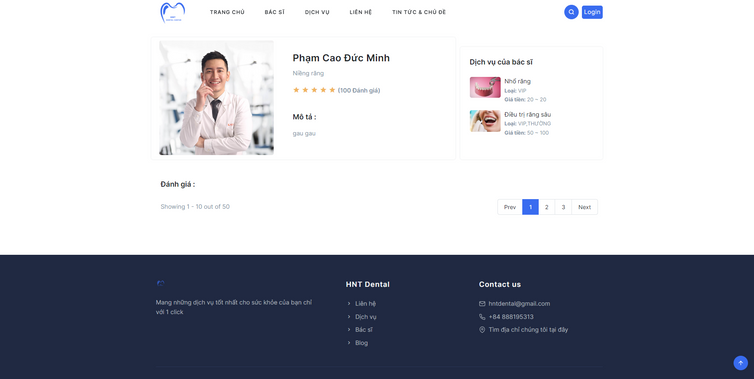 TRANG CHỦ
BÁC SĨ
DỊCH VỤ
LIÊN HỆ
TIN TỨC & CHỦ ĐỀ
Login
Phạm Cao Đức Minh
Niềng răng
(100 Đánh giá)
Mô tả :
gau gau
Dịch vụ của bác sĩ
Nhổ răng
Loại: VIP
Giá tiền: 20 – 20
Điều trị răng sâu
Loại: VIP,THƯỜNG
Giá tiền: 50 – 100
Đánh giá :
Showing 1 - 10 out of 50
Prev 1 2 3 Next
Mang những dịch vụ tốt nhất cho sức khỏe của bạn chỉ
với 1 click
HNT Dental
Liên hệ
Dịch vụ
Bác sĩ
Blog
Contact us
hntdental@gmail.com
+84 888195313
Tìm địa chỉ chúng tôi tại đây